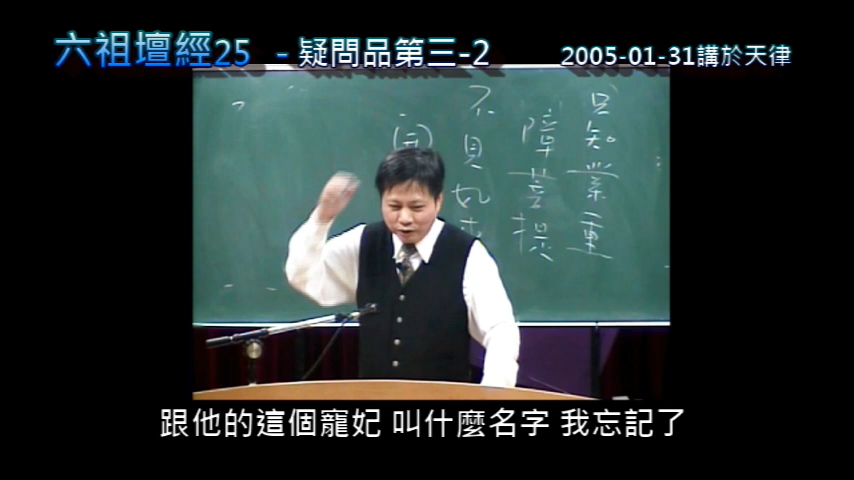 六祖壇經25 -疑問品第三-2 2005-01-31講於天律
只知業重
障菩提
不見如來
跟他的這個寵妃 叫什麼名字 我忘記了